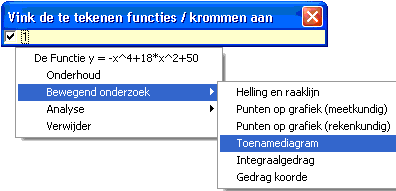 Vink de te tekenen functies / krommen aan
1
De Functie y = -x^4+18*x^2+50
Onderhoud
Bewegend onderzoek
Analyse
Verwijder
Helling en raaklijn
Punten op grafiek (meetkundig)
Punten op grafiek (rekenkundig)
Toenamediagram
Integraalgedrag
Gedrag koorde